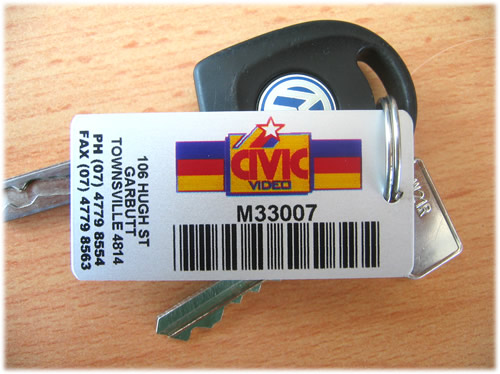 CIVIC
VIDEO
M33007
106 HUGH ST
GARBUTT
TOWNSVILLE 4814
PH (07) 4779 8554
FAX (07) 4779 8563